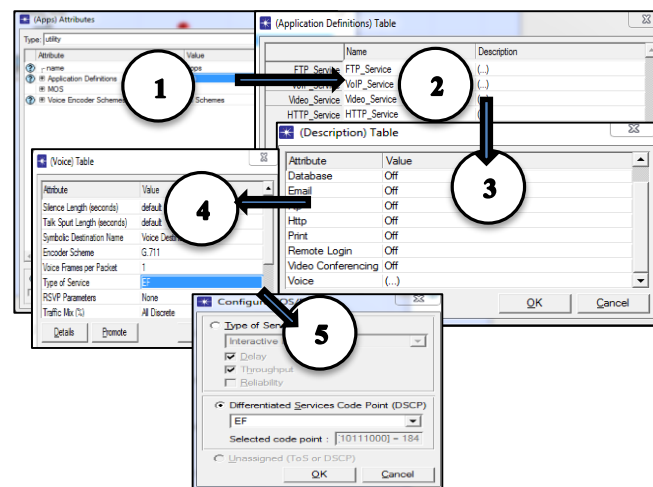 (Apps) Attributes
Type: utility
Attribute Value
name
Application Definitions
MOS
Voice Encoder Schemes Schemes
1
(Application Definitions) Table
Name Description
FTP_Service FTP_Service (...)
VoIP_Service (...)
Video_Service Video_Service
HTTP_Service HTTP_Service
2
(Description) Table
Attribute Value
Database Off
Email Off
Off
Http Off
Print Off
Remote Login Off
Video Conferencing Off
Voice (...)
OK Cancel
3
(Voice) Table
Attribute Value
Silence Length (seconds) default
Talk Spurt Length (seconds) default
Symbolic Destination Name Voice
Encoder Scheme G.711
Voice Frames per Packet 1
Type of Service EF
RSVP Parameters None
Traffic Mix (%) All Discrete
Details Promote
4
Type of
Interactive
Delay
Throughput
Reliability
Differentiated Services Code Point (DSCP)
EF
Selected code point : [10111000] = 184
Unassigned (ToS or DSCP)
OK Cancel
5